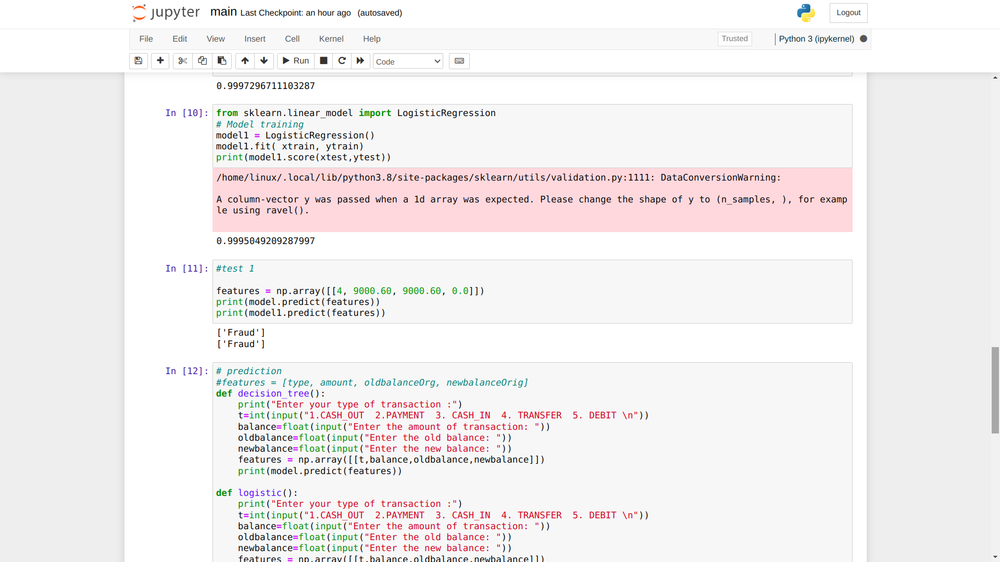 jupyter main Last Checkpoint: an hour ago (autosaved) Logout
File Edit View Insert Cell Kernel Help Trusted Python 3 (ipykernel)
Run Code
0.9997296711103287
In [10]: from sklearn.linear_model import LogisticRegression
# Model training
model1 = LogisticRegression()
model1.fit( xtrain, ytrain)
print(model1.score(xtest,ytest))
/home/linux/.local/lib/python3.8/site-packages/sklearn/utils/validation.py:1111: DataConversionWarning:
A column-vector y was passed when a 1d array was expected. Please change the shape of y to (n_samples, ), for examp
le using ravel().
0.9995049209287997
In [11]: #test 1
features = np.array([[4, 9000.60, 9000.60, 0.0]])
print(model.predict(features))
print(model1.predict(features))
['Fraud']
['Fraud']
In [12]: # prediction
#features = [type, amount, oldbalanceOrg, newbalanceOrig]
def decision_tree():
    print("Enter your type of transaction :")
    t=int(input("1.CASH_OUT  2.PAYMENT  3. CASH_IN  4. TRANSFER  5. DEBIT \n"))
    balance=float(input("Enter the amount of transaction: "))
    oldbalance=float(input("Enter the old balance: "))
    newbalance=float(input("Enter the new balance: "))
    features = np.array([[t,balance,oldbalance,newbalance]])
    print(model.predict(features))
def logistic():
    print("Enter your type of transaction :")
    t=int(input("1.CASH_OUT  2.PAYMENT  3. CASH_IN  4. TRANSFER  5. DEBIT \n"))
    balance=float(input("Enter the amount of transaction: "))
    oldbalance=float(input("Enter the old balance: "))
    newbalance=float(input("Enter the new balance: "))
    features = np.array([[t,balance,oldbalance,newbalance]])